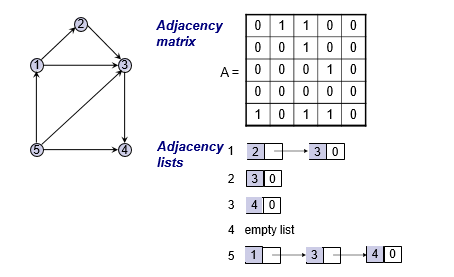 2
1
3
5
4
Adjacency
matrix
A =
0 1 1 0 0
0 0 1 0 0
0 0 0 1 0
0 0 0 0 0
1 0 1 1 0
Adjacency
lists
1 2 3 0
2 3 0
3 4 0
4 empty list
5 1 3 4 0